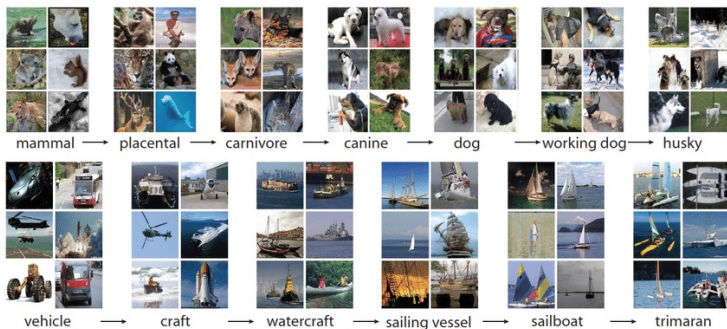 mammal → placental → carnivore → canine → dog → working dog → husky
vehicle → craft → watercraft → sailing vessel → sailboat → trimaran